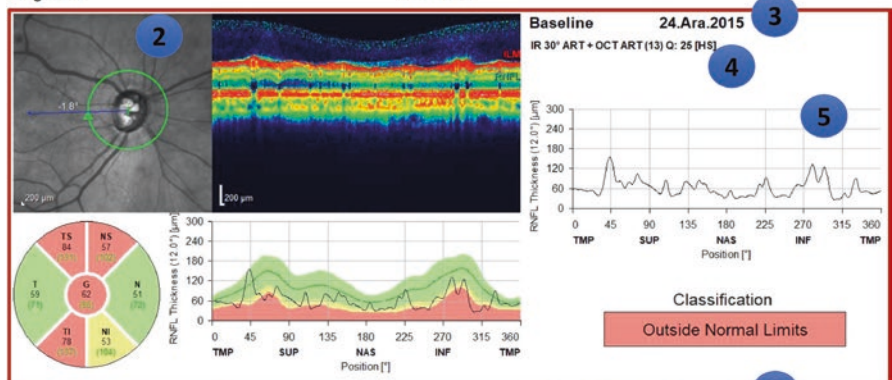 2
-1.8°
200 µm
ILM
RNFL
200 µm
Baseline
24.Ara.2015
3
IR 30° ART + OCT ART (13) Q: 25 [HS]
4
5
RNFL Thickness (12.0°) [µm]
300
240
180
120
60
0
0 45 90 135 180 225 270 315 360
TMP SUP NAS INF TMP
Position [°]
TS
84
NS
57
T
59
G
62
N
51
(72)
TI
78
NI
53
(104)
RNFL Thickness (12.0°) [µm]
300
240
180
120
60
0
0 45 90 135 180 225 270 315 360
TMP SUP NAS INF TMP
Position [°]
Classification
Outside Normal Limits